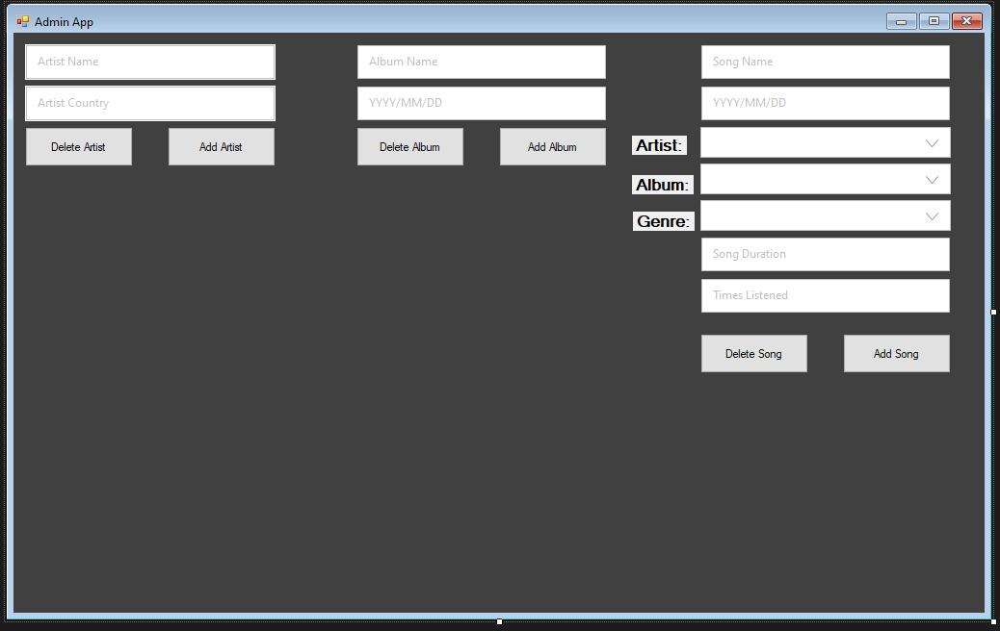 Admin App
Artist Name
Artist Country
Delete Artist
Add Artist
Album Name
YYYY/MM/DD
Delete Album
Add Album
Song Name
YYYY/MM/DD
Artist:
Album:
Genre:
Song Duration
Times Listened
Delete Song
Add Song